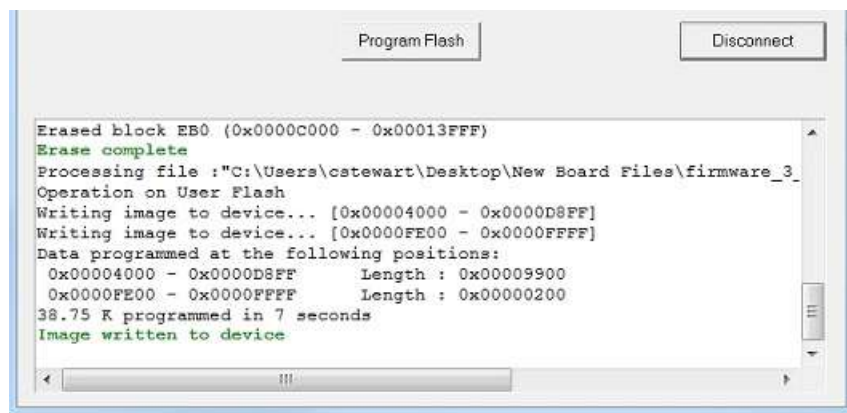 Program Flash
Disconnect
Erased block EB0 (0x0000C000 - 0x00013FFF)
Erase complete
Processing file :"C:\Users\cstewart\Desktop\New Board Files\firmware_3_
Operation on User Flash
Writing image to device... [0x00004000 - 0x0000D8FF]
Writing image to device... [0x0000FE00 - 0x0000FFFF]
Data programmed at the following positions:
0x00004000 - 0x0000D8FF Length : 0x00009900
0x0000FE00 - 0x0000FFFF Length : 0x00000200
38.75 K programmed in 7 seconds
Image written to device